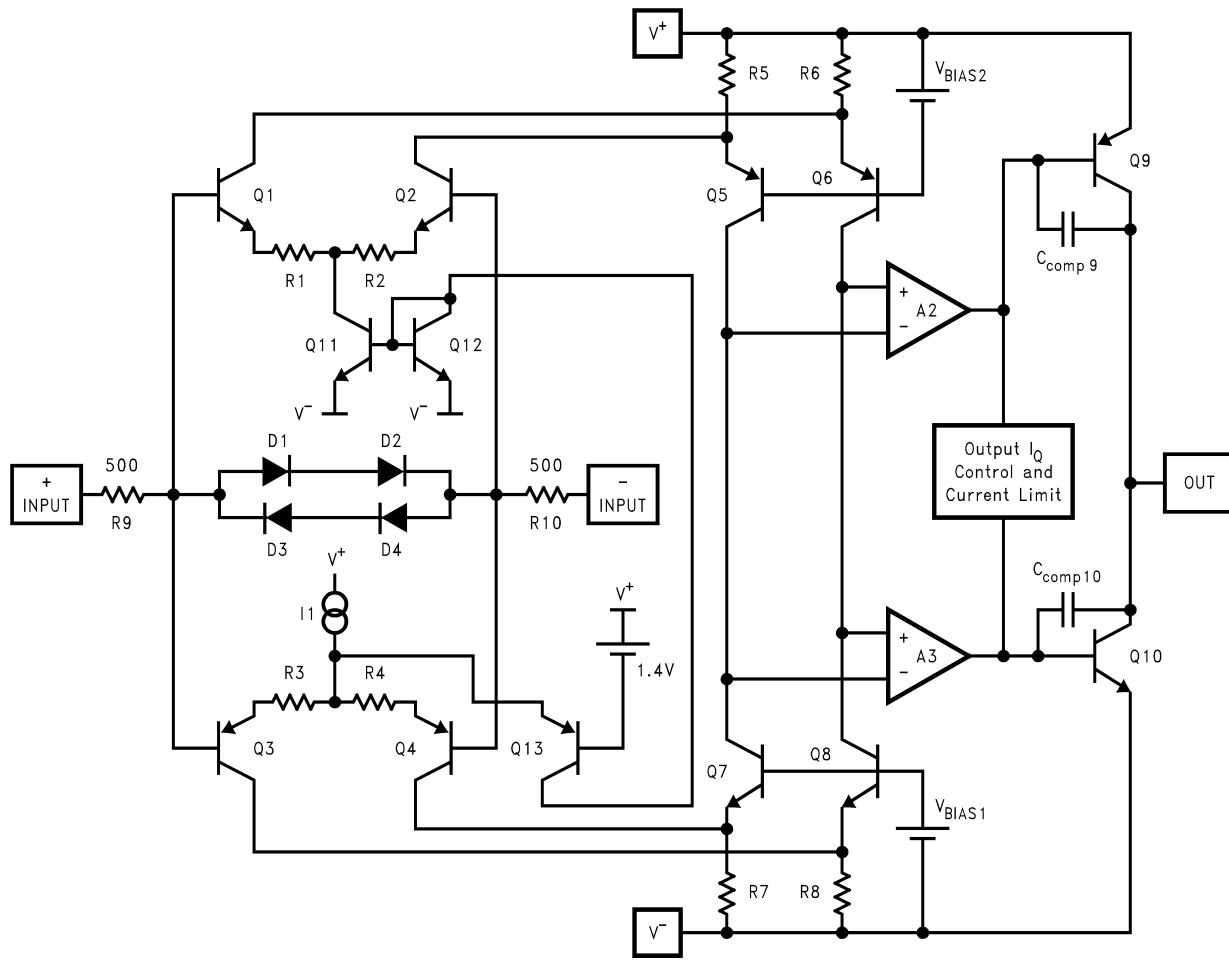 V+
R5
R6
VBIAS2
Q1
Q2
Q5
Q6
Q9
Ccomp 9
R1
R2
Q11
Q12
+
−
A2
V−
V−
D1
D2
500
500
+
INPUT
−
INPUT
R9
R10
D3
D4
Output IQ
Control and
Current Limit
OUT
V+
I1
V+
1.4V
Ccomp10
R3
R4
+
−
A3
Q3
Q4
Q13
Q10
Q7
Q8
VBIAS1
R7
R8
V−